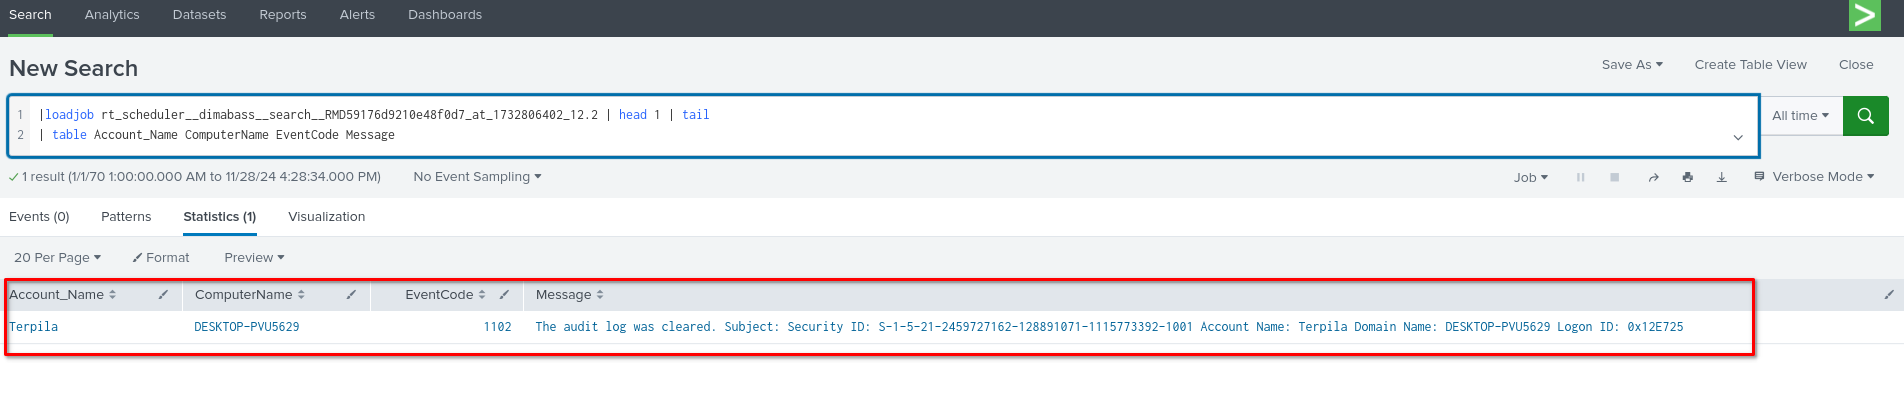 Search Analytics Datasets Reports Alerts Dashboards
New Search
Save As Create Table View Close
1 |loadjob rt_scheduler__dimabass__search__RMD59176d9210e48f0d7_at_1732806402_12.2 | head 1 | tail
2 | table Account_Name ComputerName EventCode Message
All time
1 result (1/1/70 1:00:00.000 AM to 11/28/24 4:28:34.000 PM) No Event Sampling
Job Verbose Mode
Events (0) Patterns Statistics (1) Visualization
20 Per Page Format Preview
Account_Name ComputerName EventCode Message
Terpila DESKTOP-PVU5629 1102 The audit log was cleared. Subject: Security ID: S-1-5-21-2459727162-128891071-1115773392-1001 Account Name: Terpila Domain Name: DESKTOP-PVU5629 Logon ID: 0x12E725